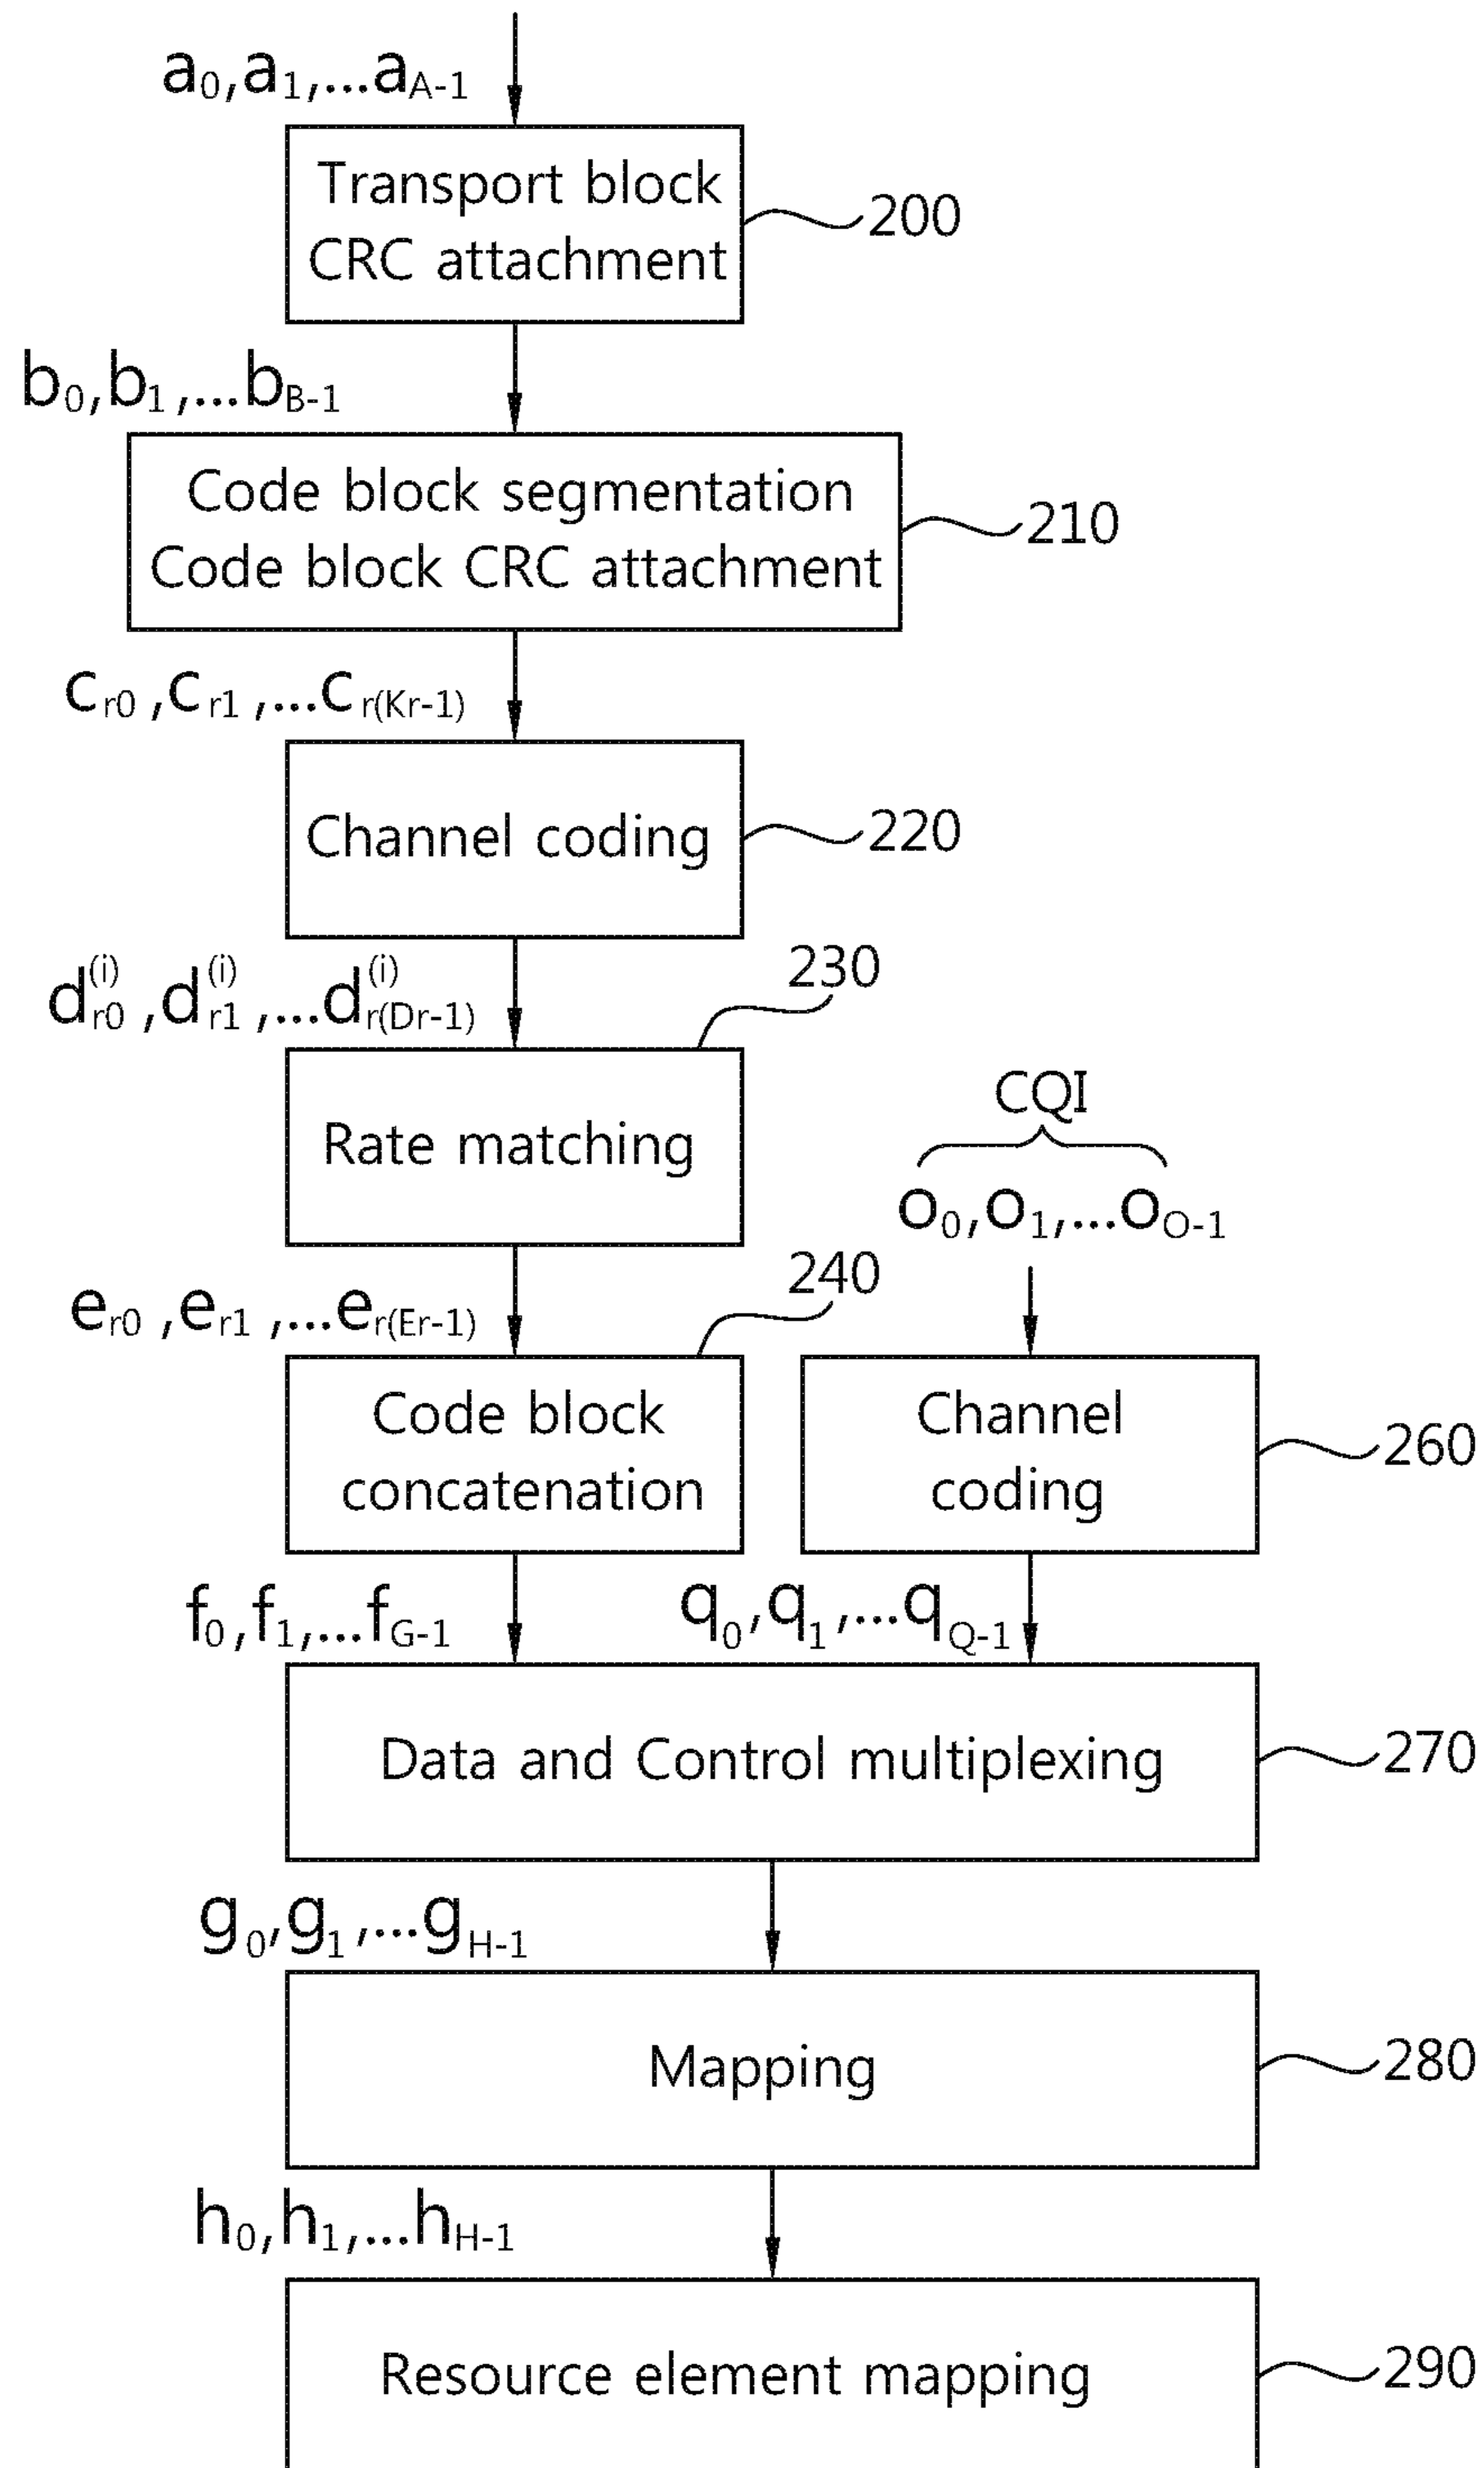 a0,a1,...aA-1
Transport block
CRC attachment
200
b0,b1,...bB-1
Code block segmentation
Code block CRC attachment
210
cr0 ,cr1 ,...cr(Kr-1)
Channel coding
220
d(i)r0 ,d(i)r1 ,...d(i)r(Dr-1)
230
Rate matching
CQI
o0,o1,...oO-1
er0 ,er1 ,...er(Er-1)
240
Code block
concatenation
Channel
coding
260
f0,f1,...fG-1
q0,q1,...qQ-1
Data and Control multiplexing
270
g0,g1,...gH-1
Mapping
280
h0,h1,...hH-1
Resource element mapping
290